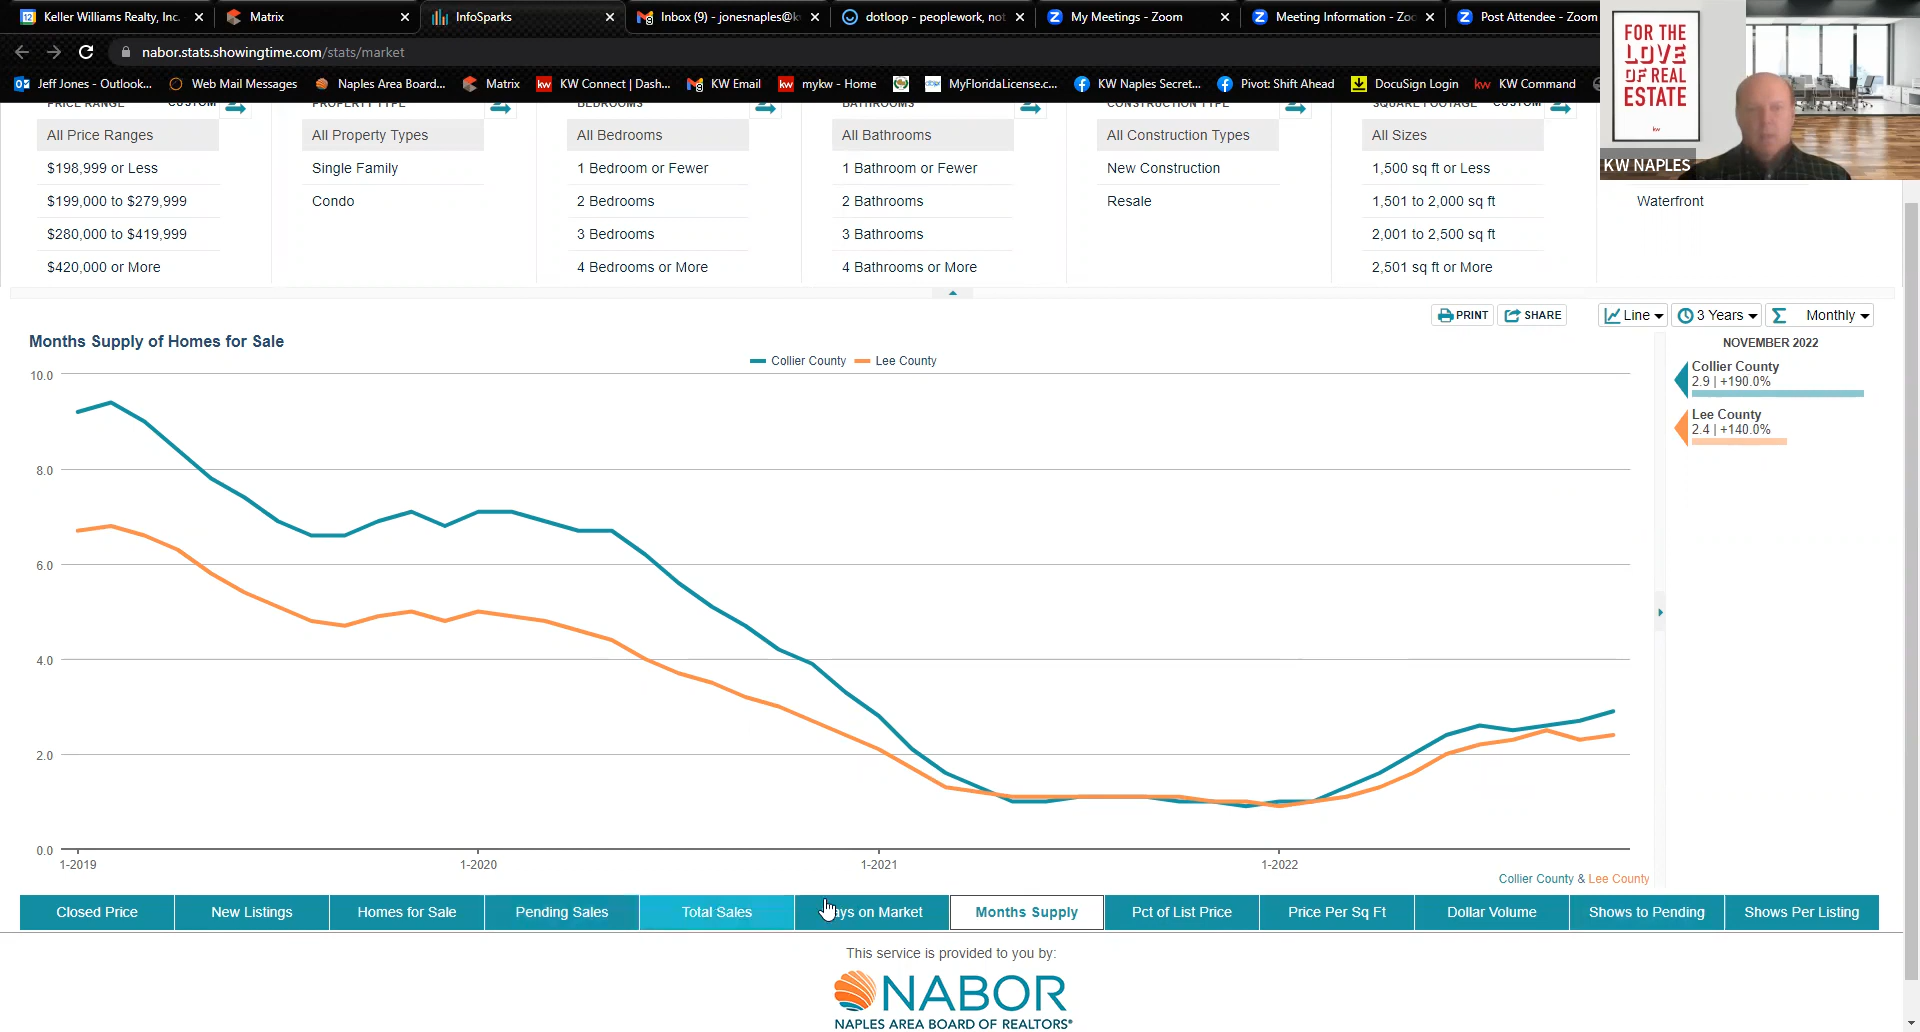 Keller Williams Realty, Inc.
Matrix
InfoSparks
Inbox (9) - jonesnaples@k
dotloop - peoplework, not
My Meetings - Zoom
Meeting Information - Zoo
Post Attendee - Zoom
nabor.stats.showingtime.com/stats/market
Jeff Jones - Outlook...
Web Mail Messages
Naples Area Board...
Matrix
KW Connect | Dash...
KW Email
mykw - Home
MyFloridaLicense.c...
KW Naples Secret...
Pivot: Shift Ahead
DocuSign Login
KW Command
FOR THE
LOVE
OF REAL
ESTATE
kw
KW NAPLES
PRICE RANGE
CUSTOM
PROPERTY TYPE
BEDROOMS
BATHROOMS
CONSTRUCTION TYPE
SQUARE FOOTAGE
CUSTOM
All Price Ranges
All Property Types
All Bedrooms
All Bathrooms
All Construction Types
All Sizes
$198,999 or Less
Single Family
1 Bedroom or Fewer
1 Bathroom or Fewer
New Construction
1,500 sq ft or Less
$199,000 to $279,999
Condo
2 Bedrooms
2 Bathrooms
Resale
1,501 to 2,000 sq ft
Waterfront
$280,000 to $419,999
3 Bedrooms
3 Bathrooms
2,001 to 2,500 sq ft
$420,000 or More
4 Bedrooms or More
4 Bathrooms or More
2,501 sq ft or More
PRINT
SHARE
Line
3 Years
Monthly
Months Supply of Homes for Sale
Collier County
Lee County
NOVEMBER 2022
Collier County
2.9 | +190.0%
Lee County
2.4 | +140.0%
10.0
8.0
6.0
4.0
2.0
0.0
1-2019
1-2020
1-2021
1-2022
Collier County & Lee County
Closed Price
New Listings
Homes for Sale
Pending Sales
Total Sales
ays on Market
Months Supply
Pct of List Price
Price Per Sq Ft
Dollar Volume
Shows to Pending
Shows Per Listing
This service is provided to you by:
NABOR
NAPLES AREA BOARD OF REALTORS®